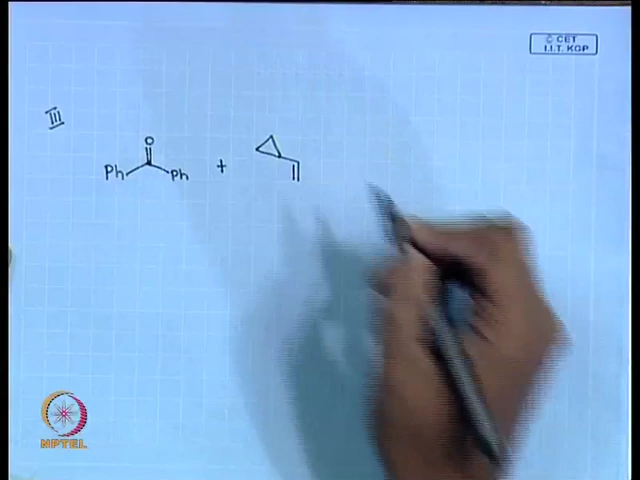 © CET
I.I.T. KGP
III
O
Ph Ph +
NPTEL